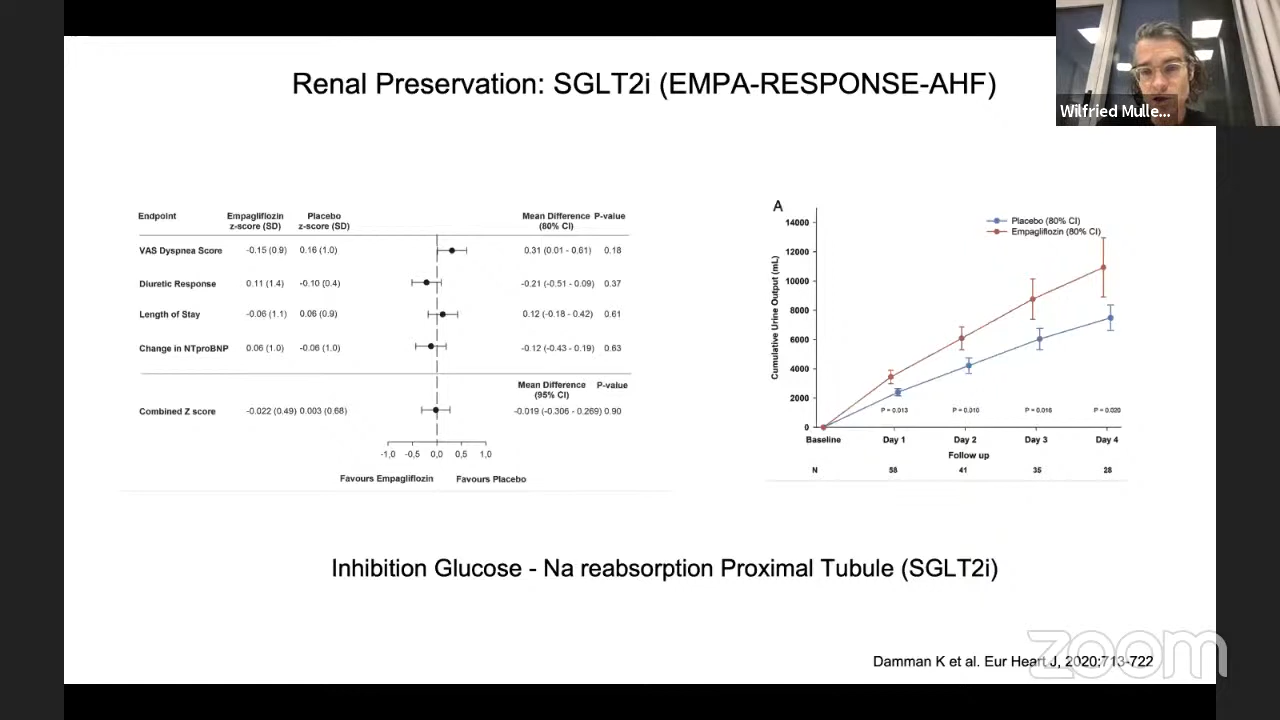 Renal Preservation: SGLT2i (EMPA-RESPONSE-AHF)
Wilfried Mulle...
Endpoint Empagliflozin z-score (SD) Placebo z-score (SD) Mean Difference (80% CI) P-value
VAS Dyspnea Score -0.15 (0.9) 0.16 (1.0) 0.31 (0.01 - 0.61) 0.18
Diuretic Response 0.11 (1.4) -0.10 (0.4) -0.21 (-0.51 - 0.09) 0.37
Length of Stay -0.06 (1.1) 0.06 (0.9) 0.12 (-0.18 - 0.42) 0.61
Change in NTproBNP 0.06 (1.0) -0.06 (1.0) -0.12 (-0.43 - 0.19) 0.63
Mean Difference (95% CI) P-value
Combined Z score -0.022 (0.49) 0.003 (0.68) -0.019 (-0.306 - 0.269) 0.90
-1,0 -0,5 0,0 0,5 1,0
Favours Empagliflozin Favours Placebo
A
Placebo (80% CI)
Empagliflozin (80% CI)
Cumulative Urine Output (mL)
14000
12000
10000
8000
6000
4000
2000
0
P = 0.013 P = 0.010 P = 0.016 P = 0.020
Baseline Day 1 Day 2 Day 3 Day 4
Follow up
N 58 41 35 28
Inhibition Glucose - Na reabsorption Proximal Tubule (SGLT2i)
Damman K et al. Eur Heart J, 2020;713-722
zoom